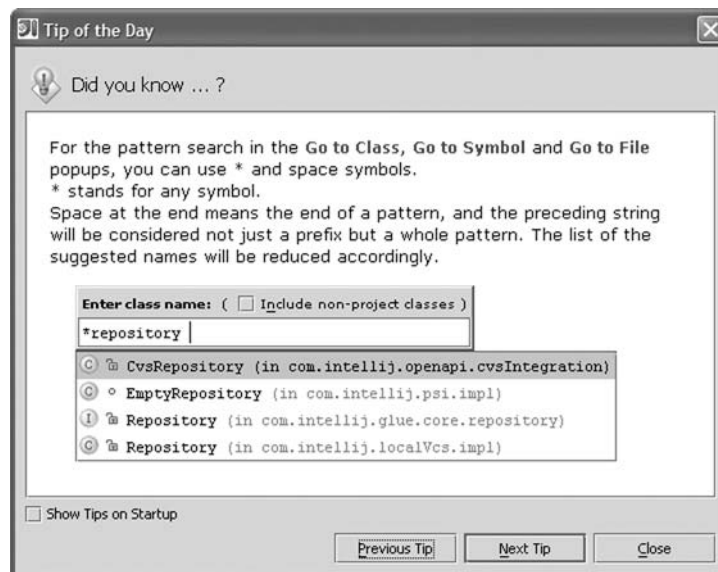 Tip of the Day
Did you know ... ?
For the pattern search in the Go to Class, Go to Symbol and Go to File
popups, you can use * and space symbols.
* stands for any symbol.
Space at the end means the end of a pattern, and the preceding string
will be considered not just a prefix but a whole pattern. The list of the
suggested names will be reduced accordingly.
Enter class name: ( Include non-project classes )
*repository
C CvsRepository (in com.intellij.openapi.cvsIntegration)
C EmptyRepository (in com.intellij.psi.impl)
I Repository (in com.intellij.glue.core.repository)
C Repository (in com.intellij.localVcs.impl)
Show Tips on Startup
Previous Tip Next Tip Close